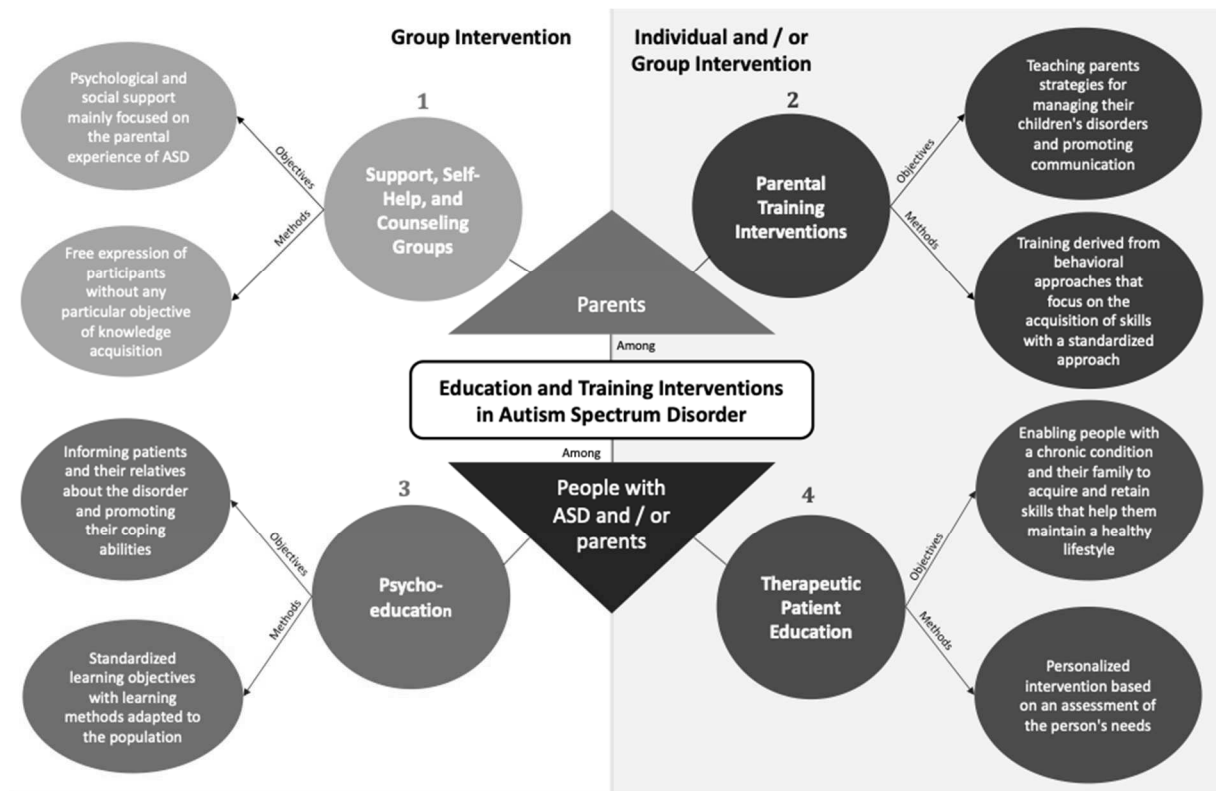 Group Intervention
Individual and / or
Group Intervention
1
Support, Self-
Help, and
Counseling
Groups
Objectives
Psychological and
social support
mainly focused on
the parental
experience of ASD
Methods
Free expression of
participants
without any
particular objective
of knowledge
acquisition
2
Parental
Training
Interventions
Objectives
Teaching parents
strategies for
managing their
children's disorders
and promoting
communication
Methods
Training derived from
behavioral
approaches that
focus on the
acquisition of skills
with a standardized
approach
Parents
Among
Education and Training Interventions
in Autism Spectrum Disorder
Among
People with
ASD and / or
parents
3
Psycho-
education
Objectives
Informing patients
and their relatives
about the disorder
and promoting
their coping
abilities
Methods
Standardized
learning objectives
with learning
methods adapted to
the population
4
Therapeutic
Patient
Education
Objectives
Enabling people with
a chronic condition
and their family to
acquire and retain
skills that help them
maintain a healthy
lifestyle
Methods
Personalized
intervention based
on an assessment of
the person's needs